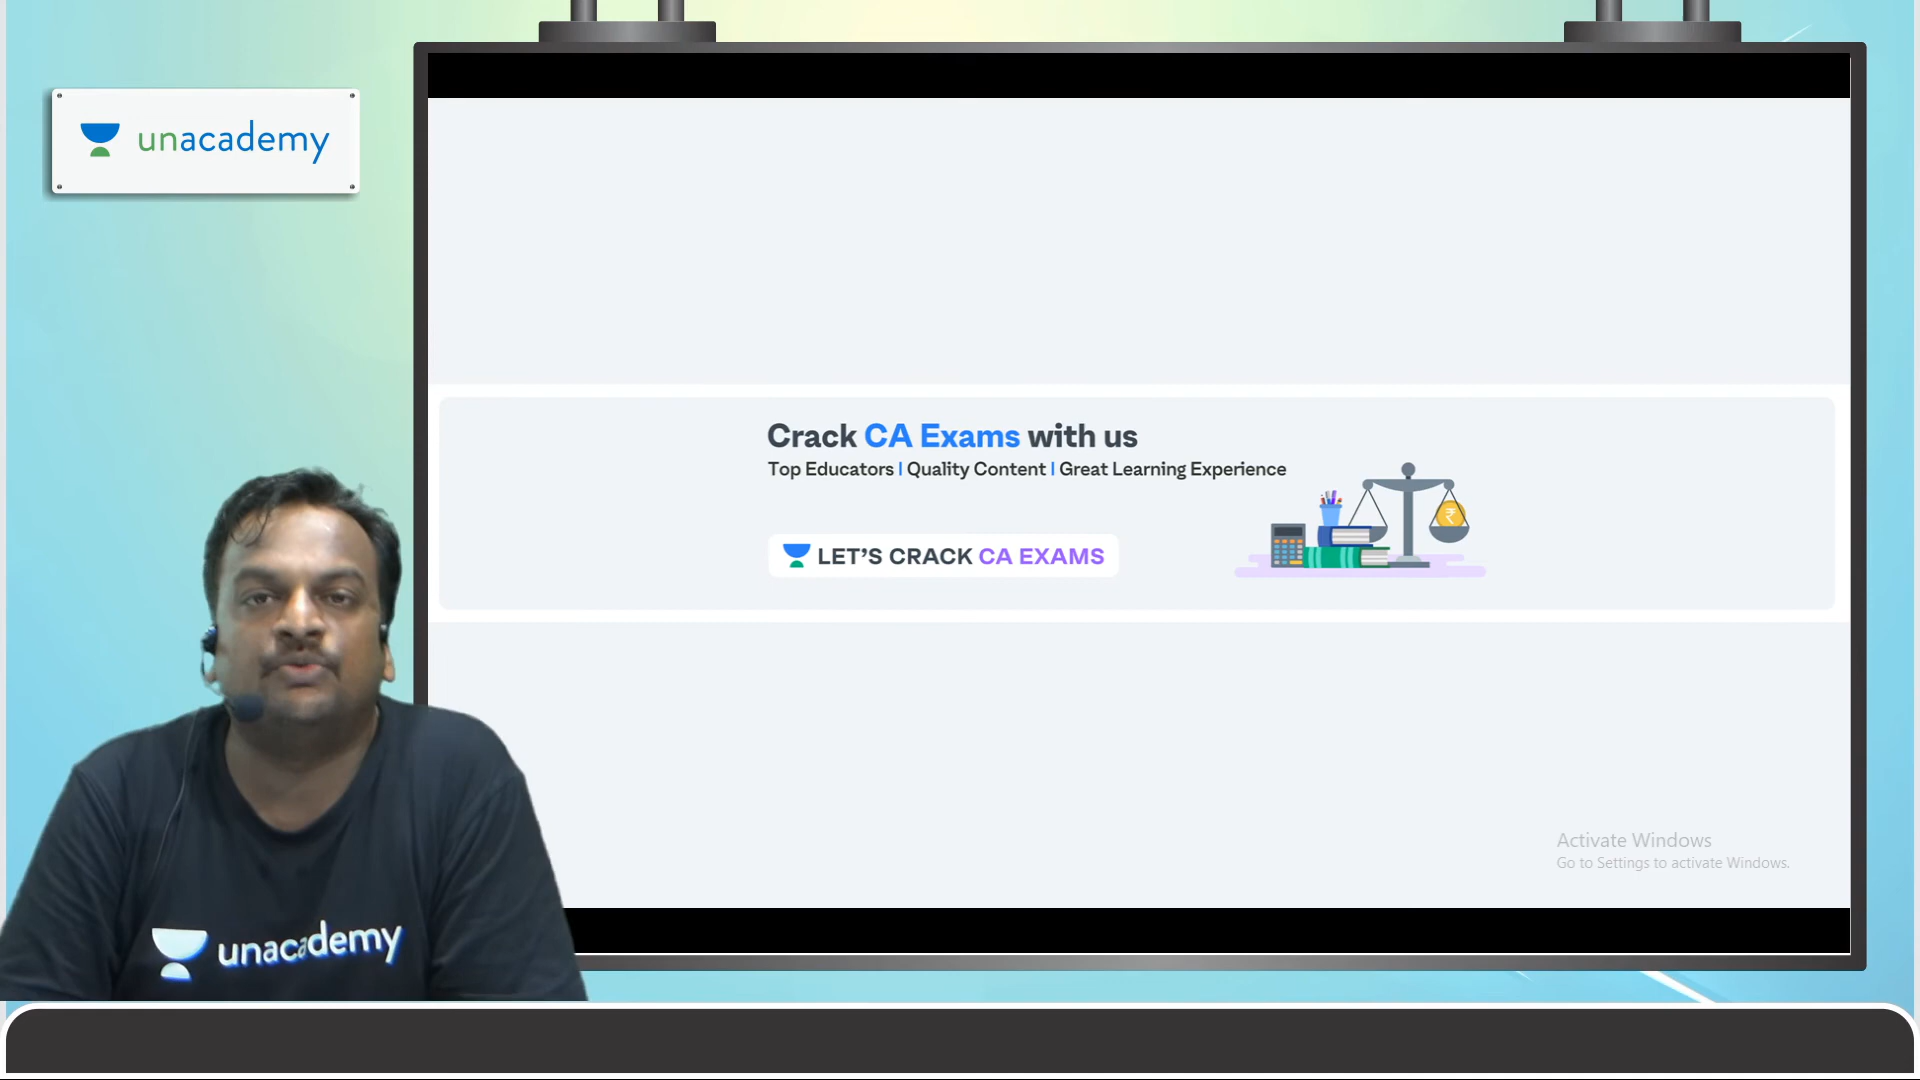 unacademy
Crack CA Exams with us
Top Educators | Quality Content | Great Learning Experience
LET'S CRACK CA EXAMS
₹
Activate Windows
Go to Settings to activate Windows.
unacademy